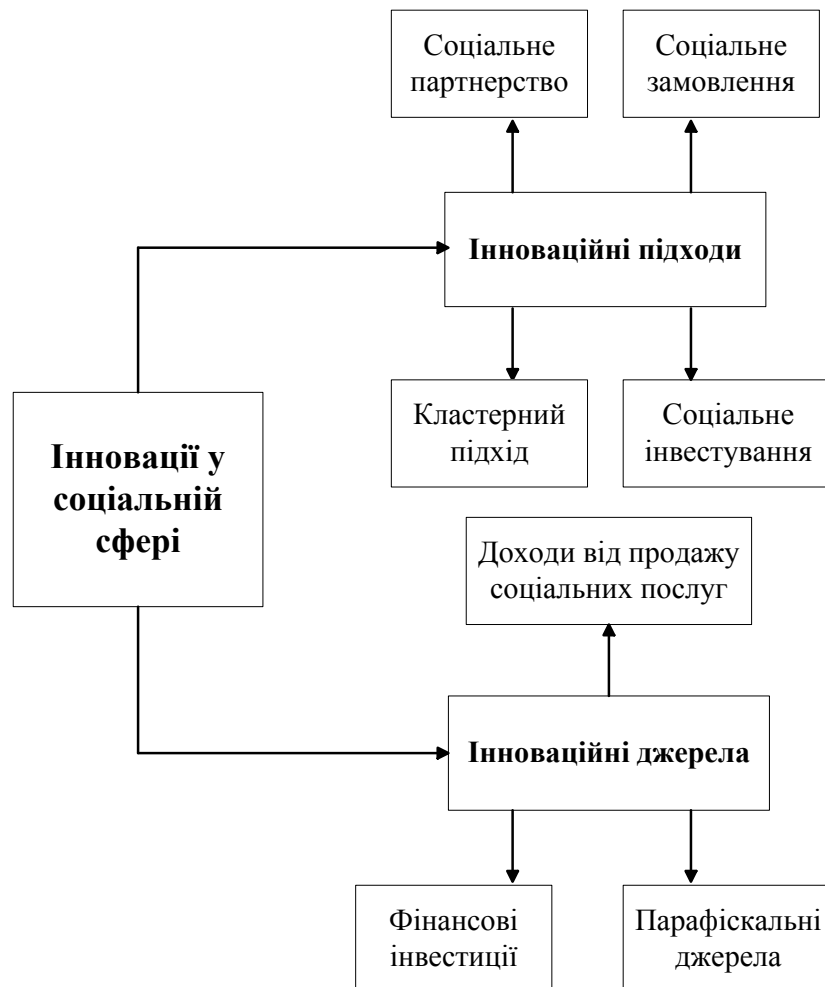 Соціальне
партнерство
Соціальне
замовлення
Інноваційні підходи
Кластерний
підхід
Соціальне
інвестування
Інновації у
соціальній
сфері
Доходи від продажу
соціальних послуг
Інноваційні джерела
Фінансові
інвестиції
Парафіскальні
джерела